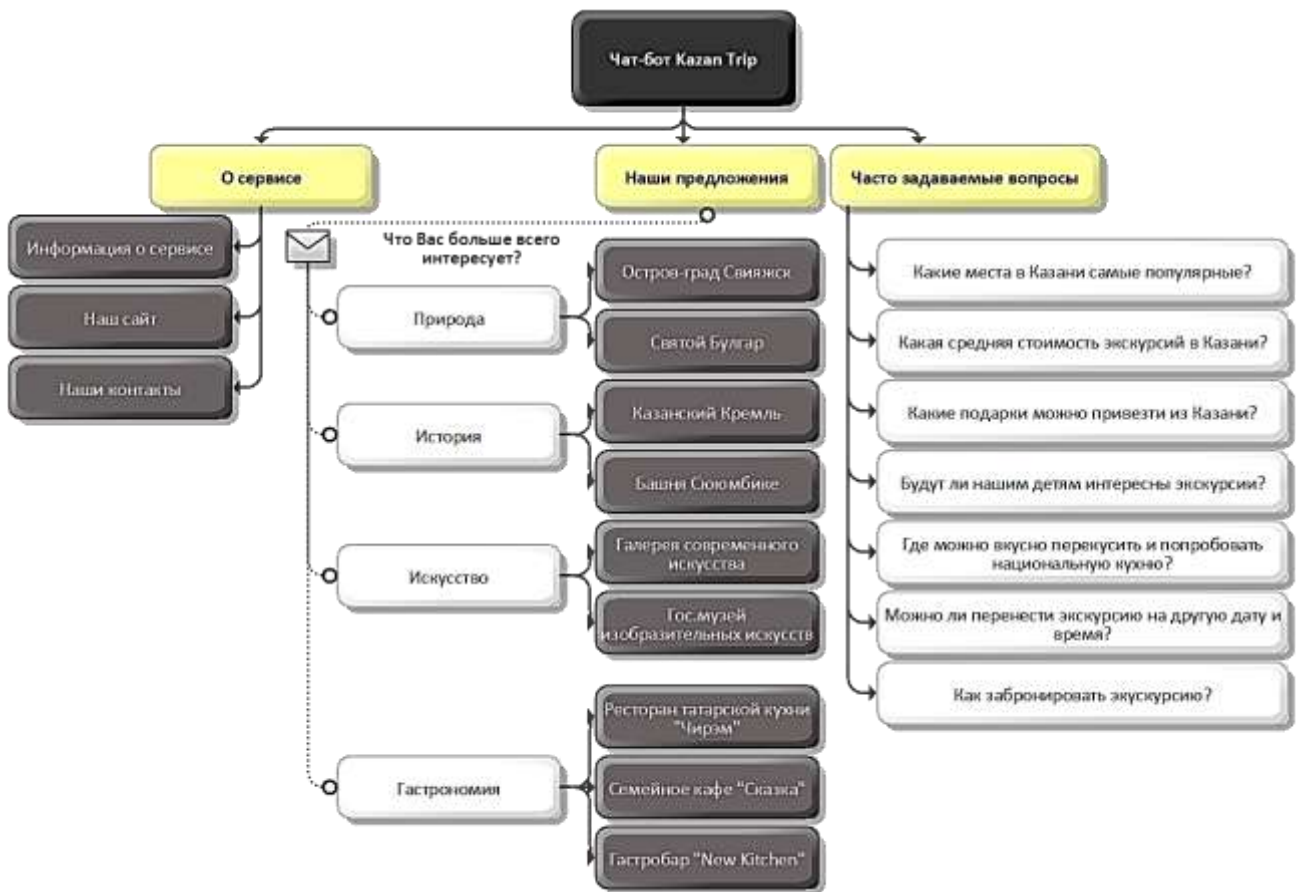 Чат-бот Kazan Trip
О сервисе
Информация о сервисе
Наш сайт
Наши контакты
Наши предложения
Что Вас больше всего
интересует?
Природа
Остров-град Свияжск
Святой Булгар
История
Казанский Кремль
Башня Сююмбике
Искусство
Галерея современного
искусства
Гос.музей
изобразительных искусств
Гастрономия
Ресторан татарской кухни
"Чирэм"
Семейное кафе "Сказка"
Гастробар "New Kitchen"
Часто задаваемые вопросы
Какие места в Казани самые популярные?
Какая средняя стоимость экскурсий в Казани?
Какие подарки можно привезти из Казани?
Будут ли нашим детям интересны экскурсии?
Где можно вкусно перекусить и попробовать
национальную кухню?
Можно ли перенести экскурсию на другую дату и
время?
Как забронировать экускурсию?